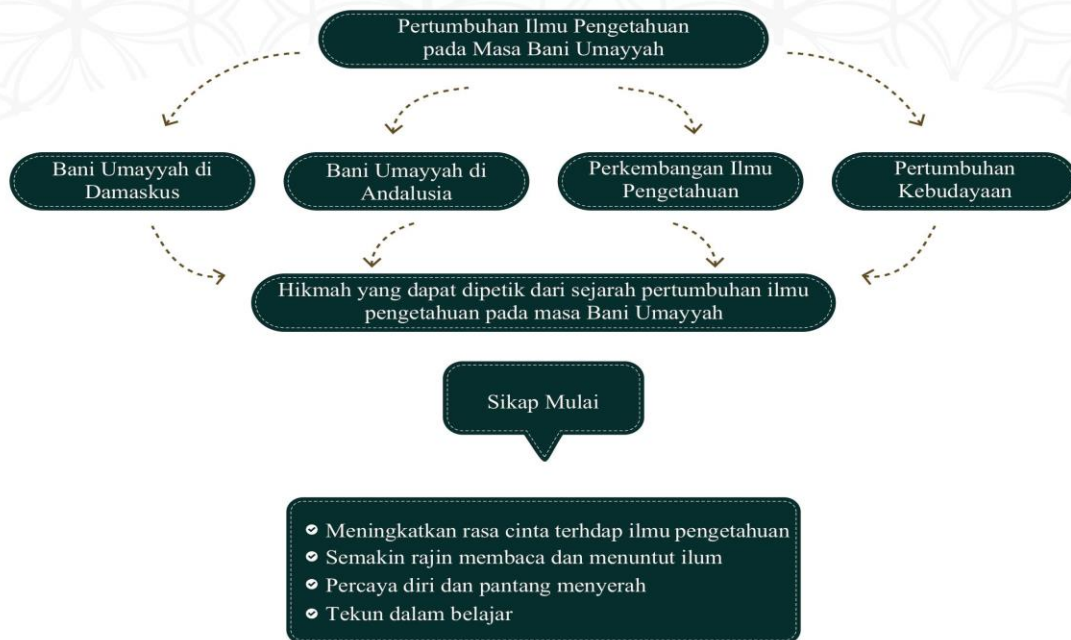 Pertumbuhan Ilmu Pengetahuan
pada Masa Bani Umayyah
Bani Umayyah di
Damaskus
Bani Umayyah di
Andalusia
Perkembangan Ilmu
Pengetahuan
Pertumbuhan
Kebudayaan
Hikmah yang dapat dipetik dari sejarah pertumbuhan ilmu
pengetahuan pada masa Bani Umayyah
Sikap Mulai
Meningkatkan rasa cinta terhdap ilmu pengetahuan
Semakin rajin membaca dan menuntut ilum
Percaya diri dan pantang menyerah
Tekun dalam belajar